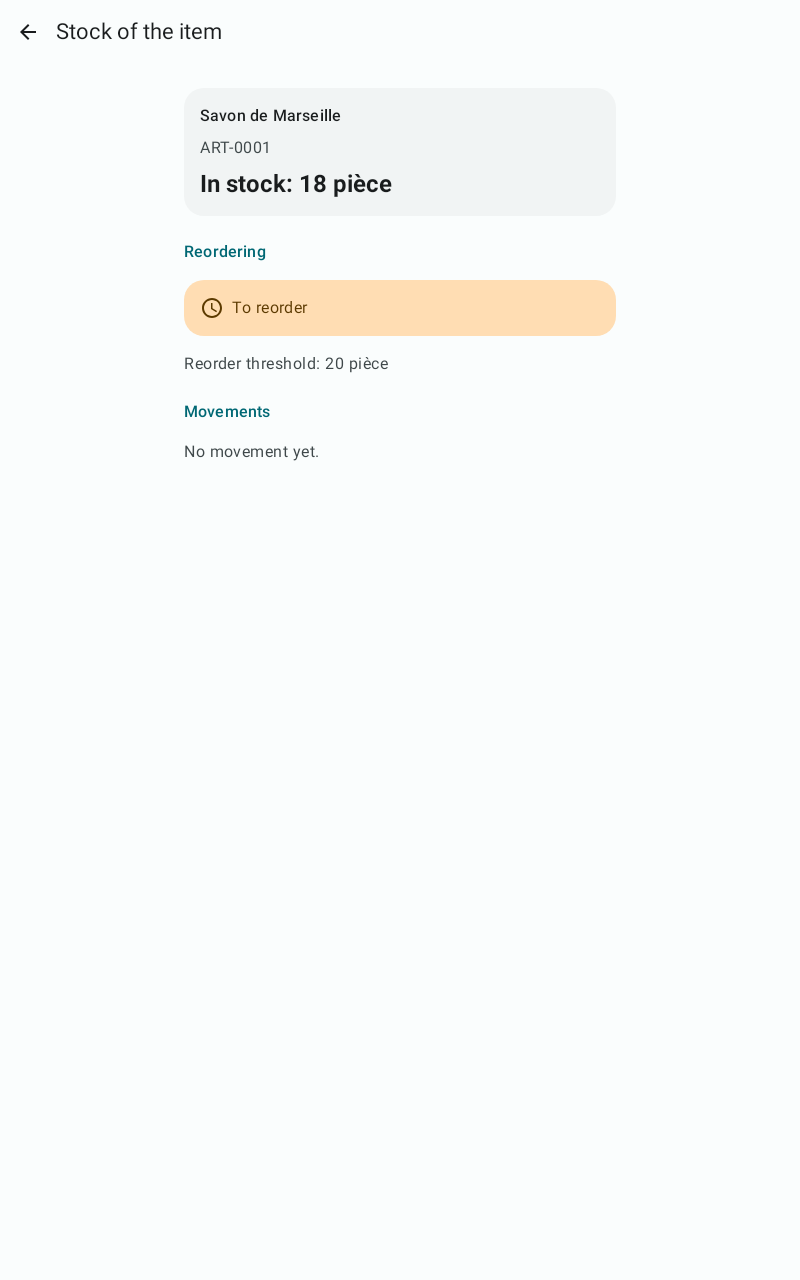 Stock of the item
Savon de Marseille
ART-0001
In stock: 18 pièce
Reordering
To reorder
Reorder threshold: 20 pièce
Movements
No movement yet.